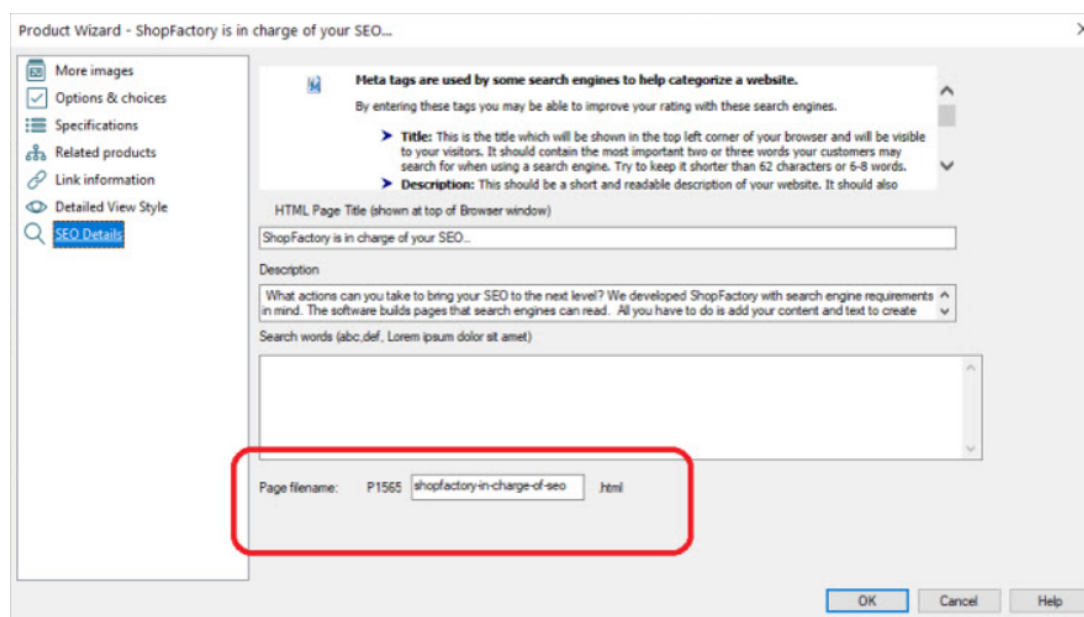 Product Wizard - ShopFactory is in charge of your SEO...
More images
Options & choices
Specifications
Related products
Link information
Detailed View Style
SEO Details
Meta tags are used by some search engines to help categorize a website.
By entering these tags you may be able to improve your rating with these search engines.
Title: This is the title which will be shown in the top left corner of your browser and will be visible
to your visitors. It should contain the most important two or three words your customers may
search for when using a search engine. Try to keep it shorter than 62 characters or 6-8 words.
Description: This should be a short and readable description of your website. It should also
HTML Page Title (shown at top of Browser window)
ShopFactory is in charge of your SEO...
Description
What actions can you take to bring your SEO to the next level? We developed ShopFactory with search engine requirements
in mind. The software builds pages that search engines can read. All you have to do is add your content and text to create
Search words (abc,def, Lorem ipsum dolor sit amet)
Page filename: P1565 shopfactory-in-charge-of-seo .html
OK Cancel Help